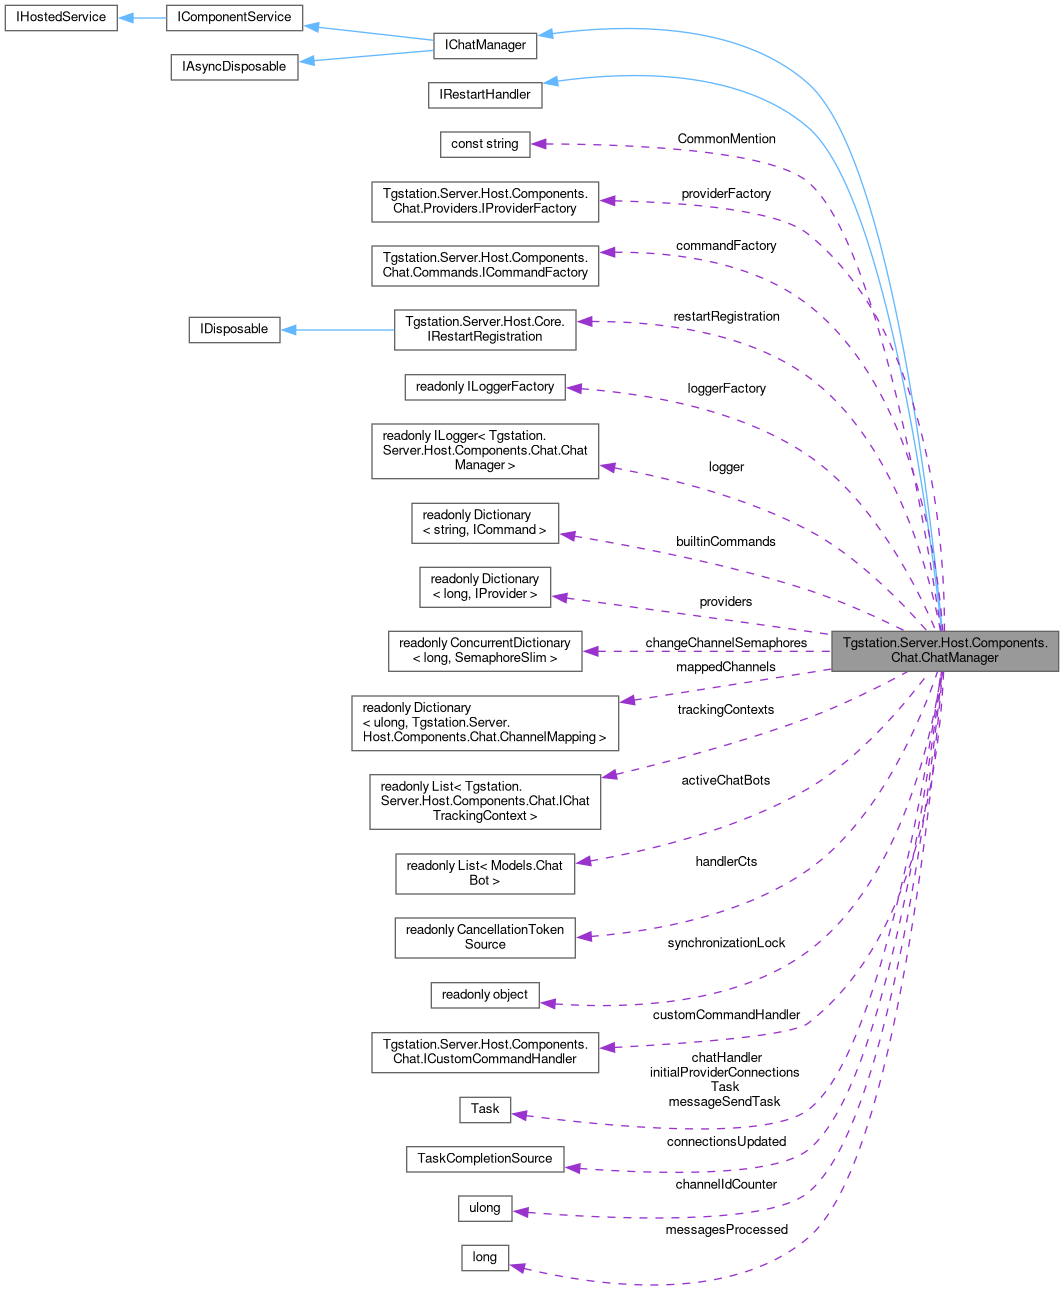 IHostedService
IComponentService
IChatManager
IAsyncDisposable
IRestartHandler
const string
CommonMention
Tgstation.Server.Host.Components.
Chat.Providers.IProviderFactory
providerFactory
Tgstation.Server.Host.Components.
Chat.Commands.ICommandFactory
commandFactory
IDisposable
Tgstation.Server.Host.Core.
IRestartRegistration
restartRegistration
readonly ILoggerFactory
loggerFactory
readonly ILogger< Tgstation.
Server.Host.Components.Chat.Chat
Manager >
logger
readonly Dictionary
< string, ICommand >
builtinCommands
readonly Dictionary
< long, IProvider >
providers
readonly ConcurrentDictionary
< long, SemaphoreSlim >
changeChannelSemaphores
Tgstation.Server.Host.Components.
Chat.ChatManager
mappedChannels
readonly Dictionary
< ulong, Tgstation.Server.
Host.Components.Chat.ChannelMapping >
trackingContexts
readonly List< Tgstation.
Server.Host.Components.Chat.IChat
TrackingContext >
activeChatBots
readonly List< Models.Chat
Bot >
handlerCts
readonly CancellationToken
Source
synchronizationLock
readonly object
customCommandHandler
Tgstation.Server.Host.Components.
Chat.ICustomCommandHandler
chatHandler
initialProviderConnections
Task
messageSendTask
Task
connectionsUpdated
TaskCompletionSource
channelIdCounter
ulong
messagesProcessed
long